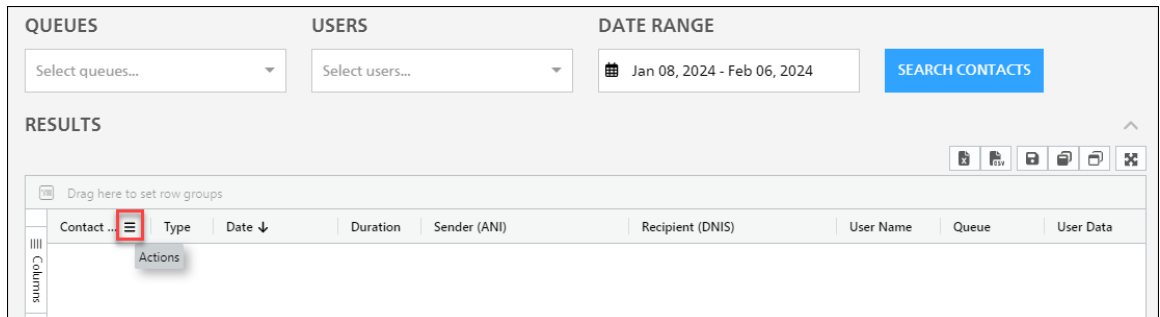 QUEUES USERS DATE RANGE
Select queues... Select users... Jan 08, 2024 - Feb 06, 2024 SEARCH CONTACTS
RESULTS
Drag here to set row groups
Contact ... Type Date Duration Sender (ANI) Recipient (DNIS) User Name Queue User Data
Actions
Columns